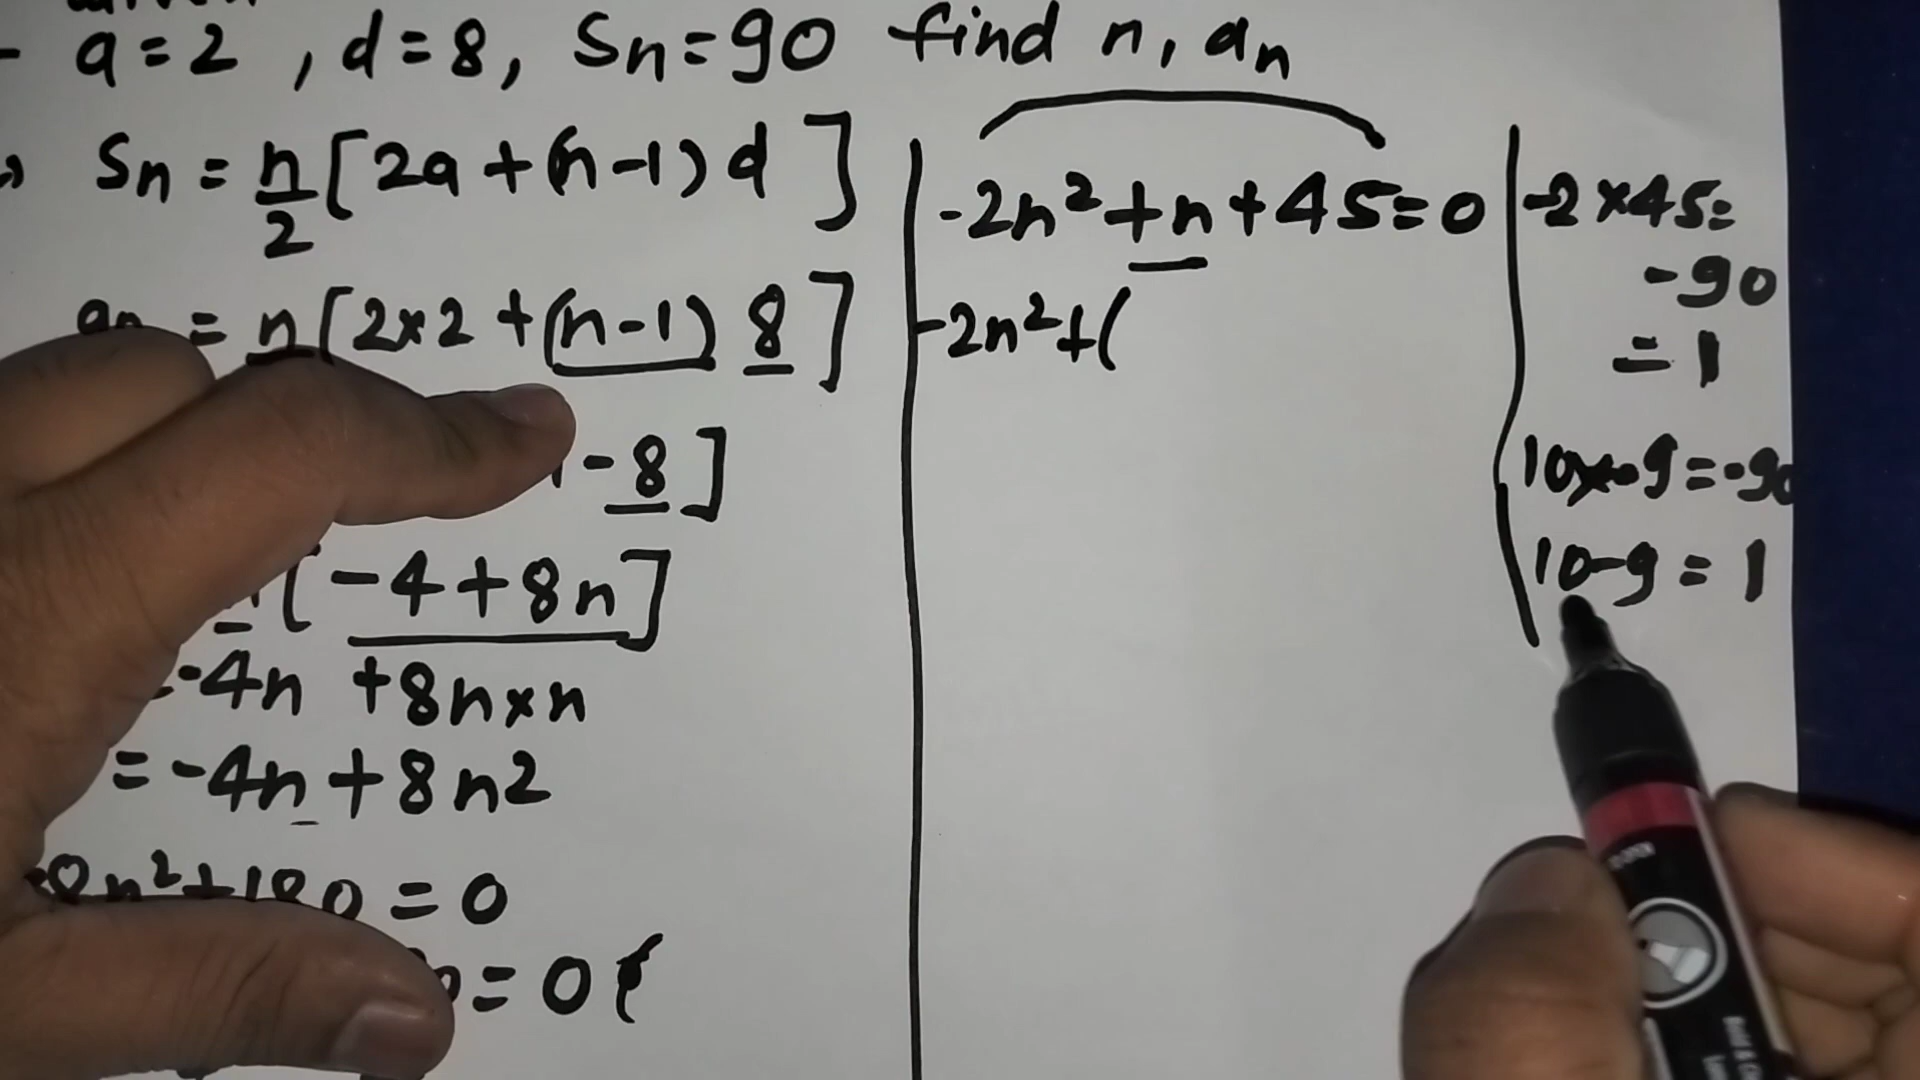 - a=2 , d=8, Sn=90 find n, an
Sn = n/2 [2a+(n-1)d]
= n [2×2 +(n-1) 8]
-8]
[-4+8n]
=-4n +8n×n
= -4n+8n2
= 0
= 0
-2n²+n+45=0
-2n²+(
-2×45=
-90
=1
10×-9=-90
10-9=1